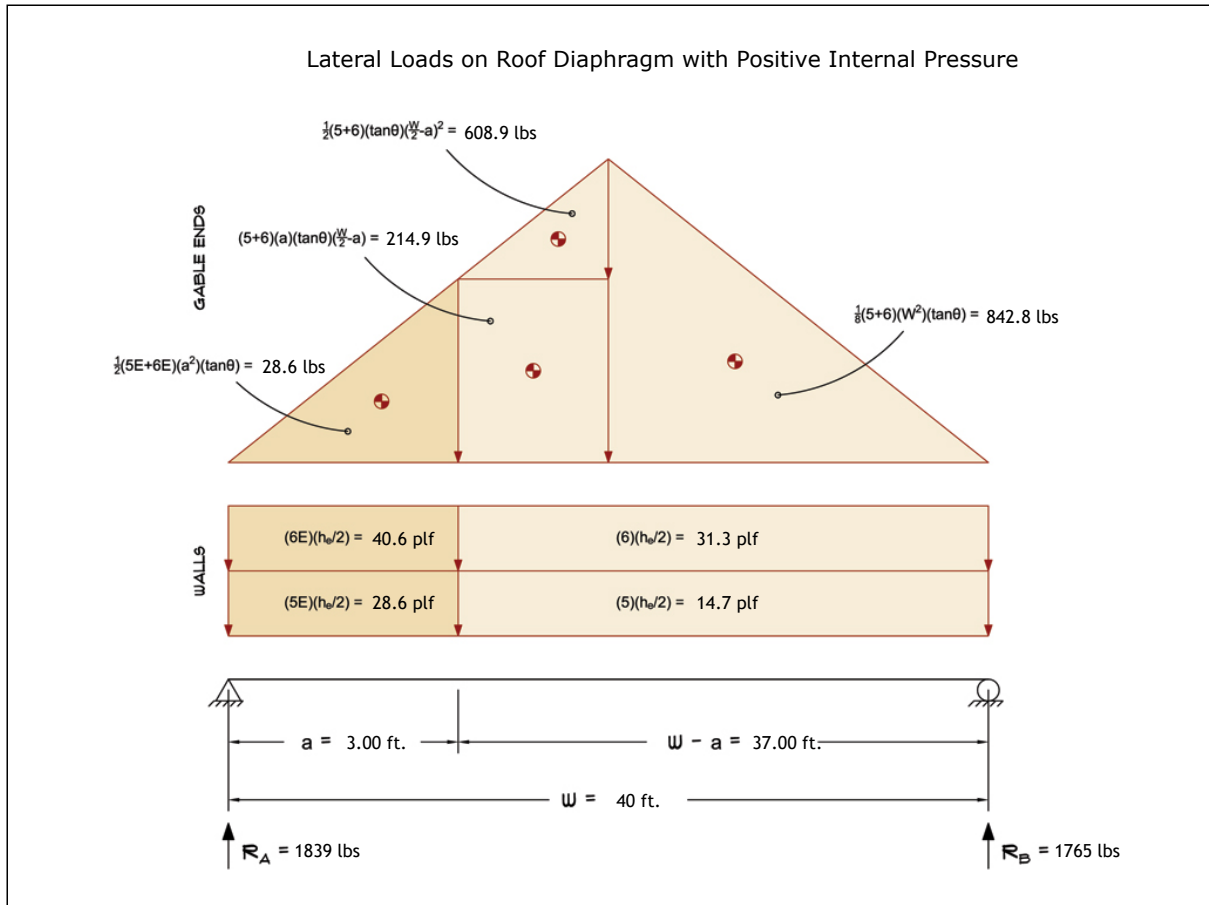 Lateral Loads on Roof Diaphragm with Positive Internal Pressure
½(5+6)(tanθ)(W/2-a)² = 608.9 lbs
GABLE ENDS
(5+6)(a)(tanθ)(W/2-a) = 214.9 lbs
⅛(5+6)(W²)(tanθ) = 842.8 lbs
½(5E+6E)(a²)(tanθ) = 28.6 lbs
WALLS
(6E)(hₑ/2) = 40.6 plf
(6)(hₑ/2) = 31.3 plf
(5E)(hₑ/2) = 28.6 plf
(5)(hₑ/2) = 14.7 plf
a = 3.00 ft.
W - a = 37.00 ft.
W = 40 ft.
R_A = 1839 lbs
R_B = 1765 lbs